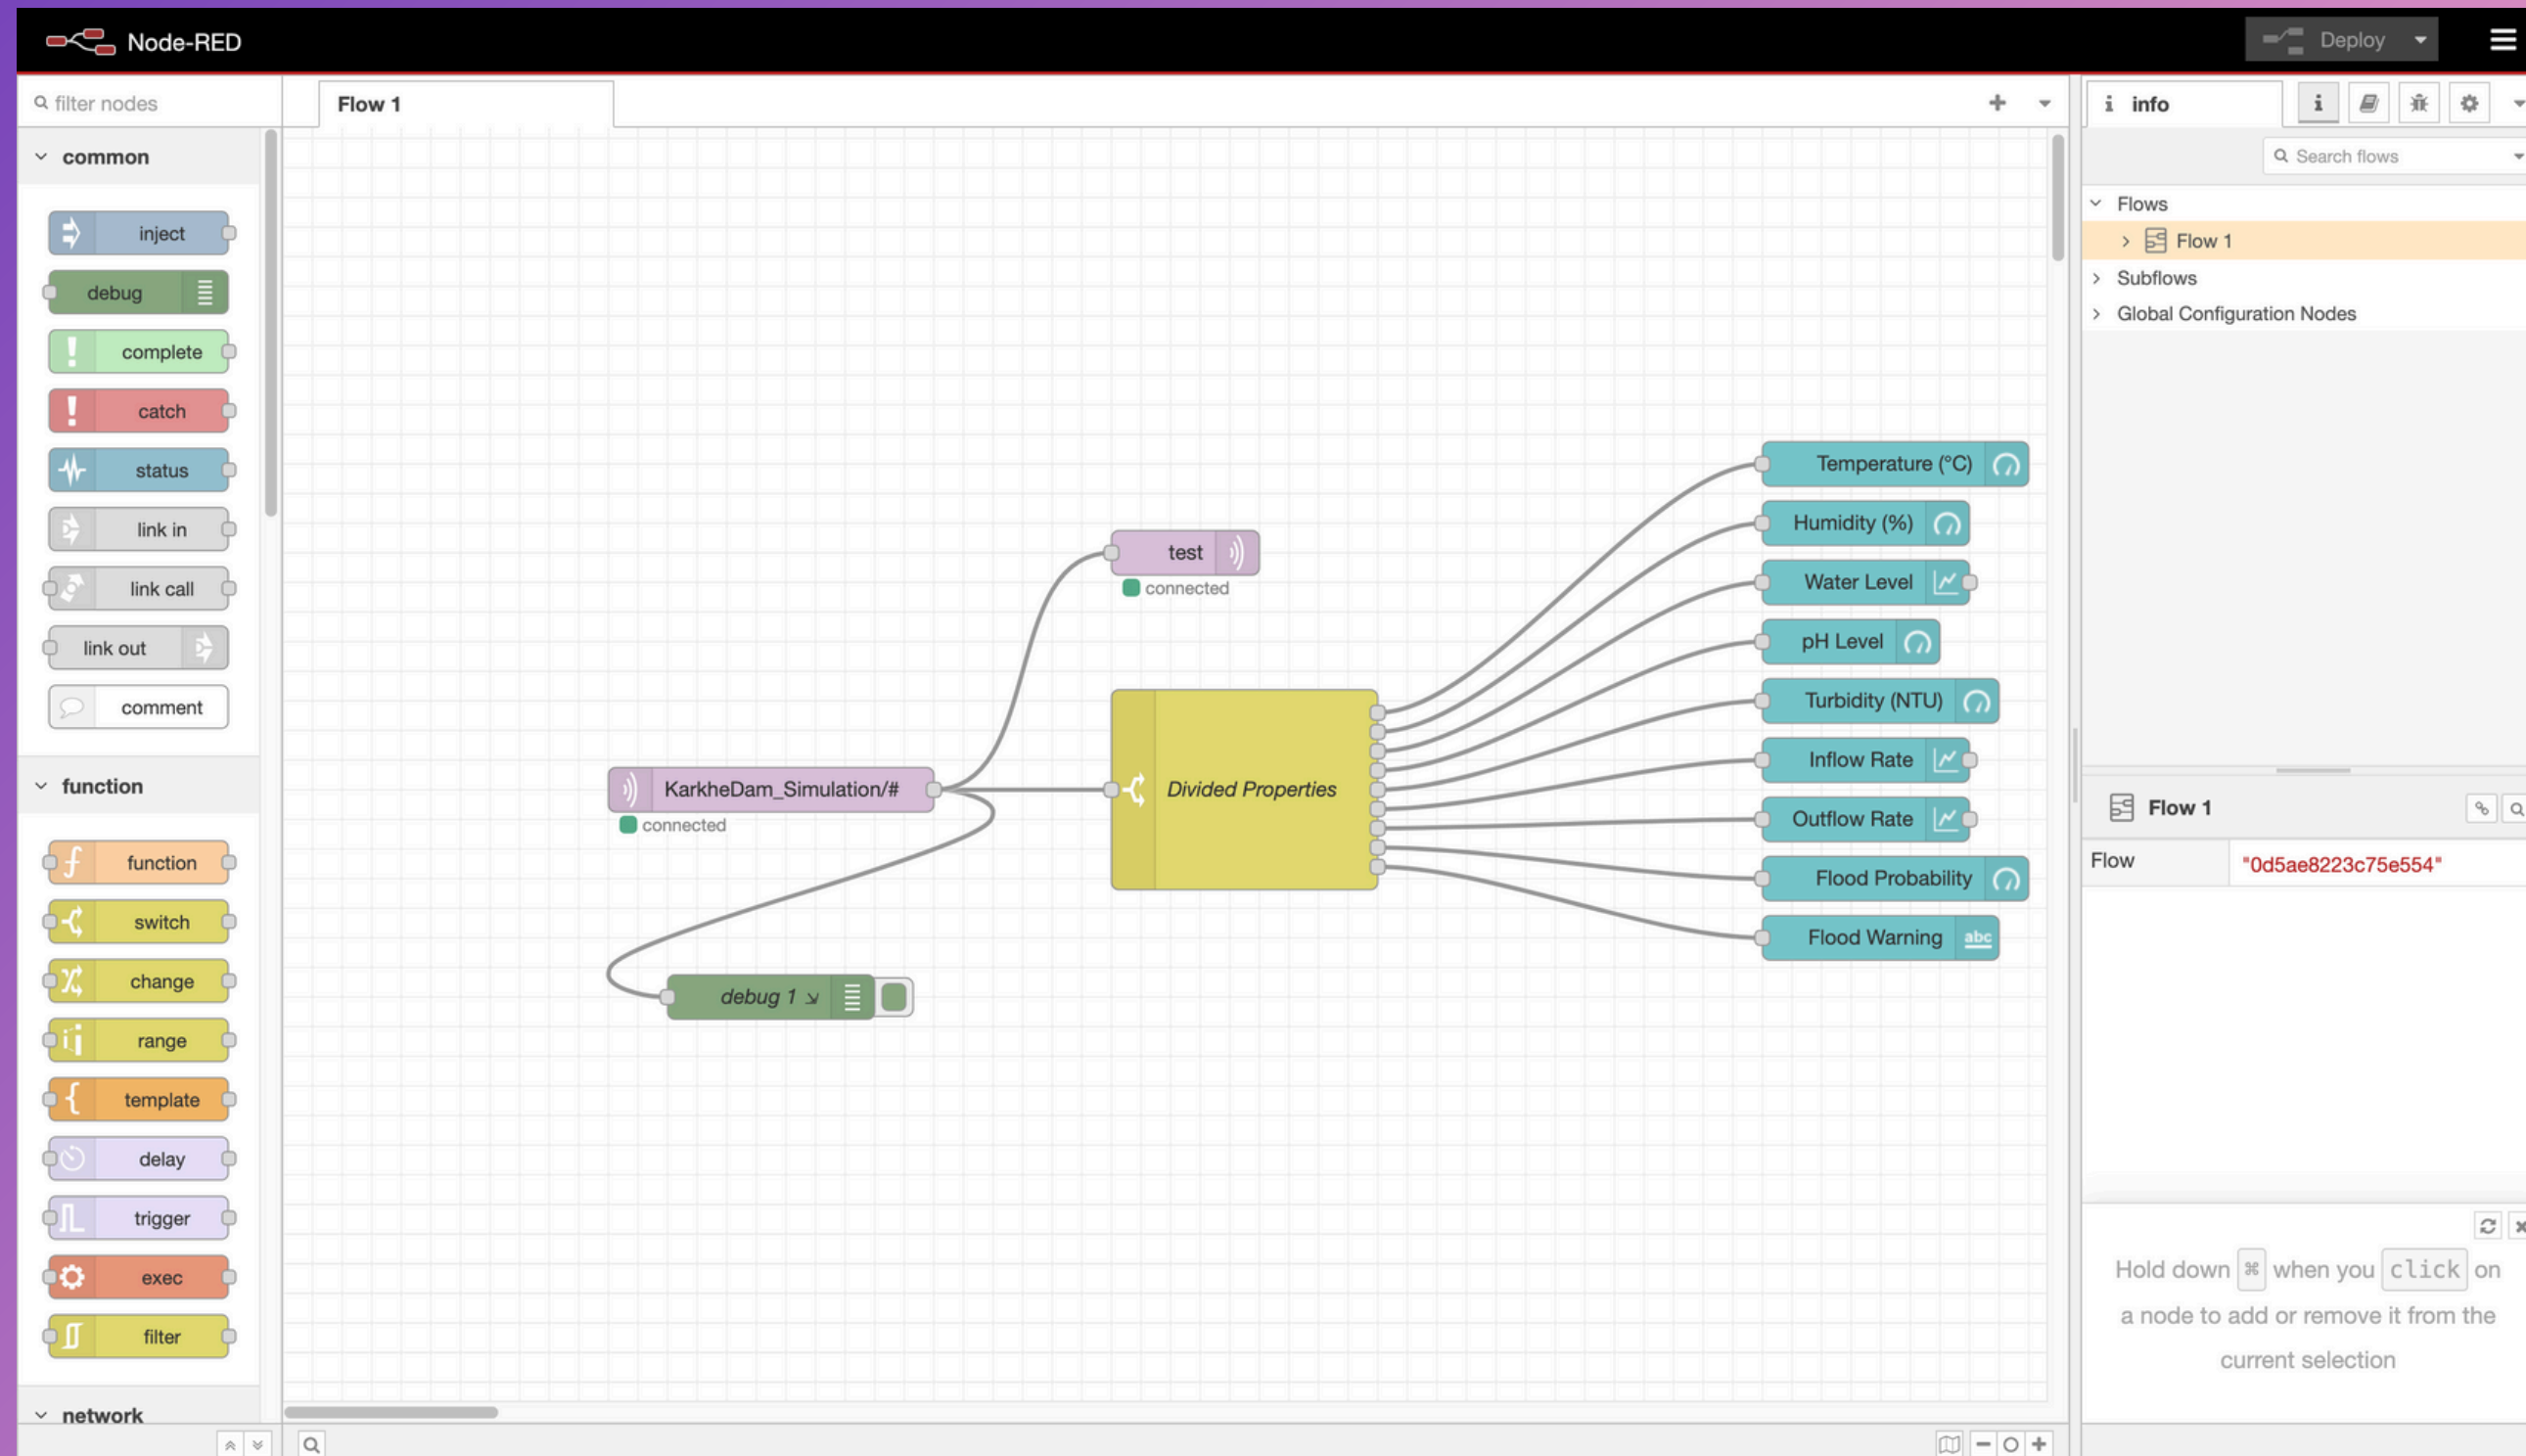 Node-RED
Deploy
filter nodes
common
inject
debug
complete
catch
status
link in
link call
link out
comment
function
function
switch
change
range
template
delay
trigger
exec
filter
network
Flow 1
KarkheDam_Simulation/#
connected
test
connected
Divided Properties
debug 1
Temperature (°C)
Humidity (%)
Water Level
pH Level
Turbidity (NTU)
Inflow Rate
Outflow Rate
Flood Probability
Flood Warning abc
i info
i
Search flows
Flows
Flow 1
Subflows
Global Configuration Nodes
Flow 1
Flow "0d5ae8223c75e554"
Hold down ⌘ when you click on
a node to add or remove it from the
current selection